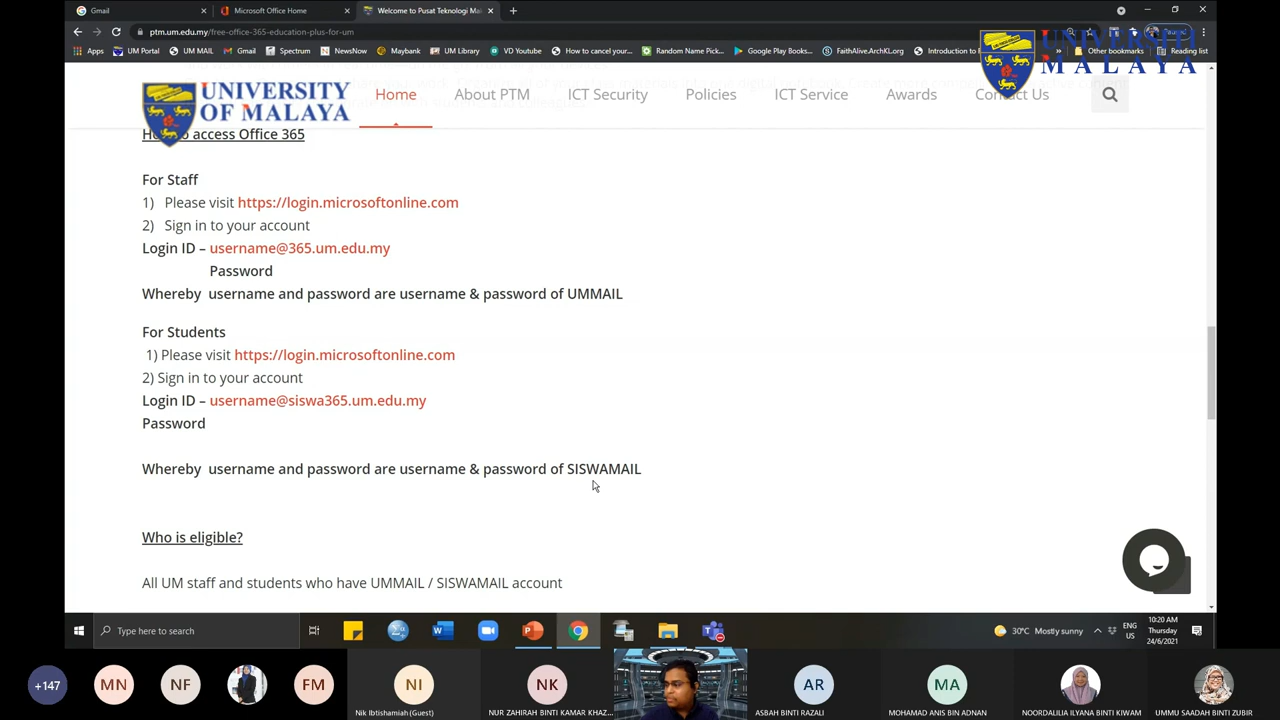 Gmail
Microsoft Office Home
Welcome to Pusat Teknologi Mal
ptm.um.edu.my/free-office-365-education-plus-for-um
Apps
UM Portal
UM MAIL
Gmail
Spectrum
NewsNow
Maybank
UM Library
VD Youtube
How to cancel your...
Random Name Pick...
Google Play Books...
FaithAlive.ArchKI.org
Introduction to
Other bookmarks
Reading list
UNIVERSITI
MALAYA
UNIVERSITY
OF MALAYA
Home
About PTM
ICT Security
Policies
ICT Service
Awards
Contact Us
How to access Office 365
For Staff
1) Please visit https://login.microsoftonline.com
2) Sign in to your account
Login ID – username@365.um.edu.my
Password
Whereby username and password are username & password of UMMAIL
For Students
1) Please visit https://login.microsoftonline.com
2) Sign in to your account
Login ID – username@siswa365.um.edu.my
Password
Whereby username and password are username & password of SISWAMAIL
Who is eligible?
All UM staff and students who have UMMAIL / SISWAMAIL account
Type here to search
30°C Mostly sunny
ENG
US
10:20 AM
Thursday
24/6/2021
+147
MN
NF
FM
NI
Nik Ibtishamiah (Guest)
NK
NUR ZAHIRAH BINTI KAMAR KHAZ...
AR
ASBAH BINTI RAZALI
MA
MOHAMAD ANIS BIN ADNAN
NOORDALILIA ILYANA BINTI KIWAM
UMMU SAADAH BINTI ZUBIR